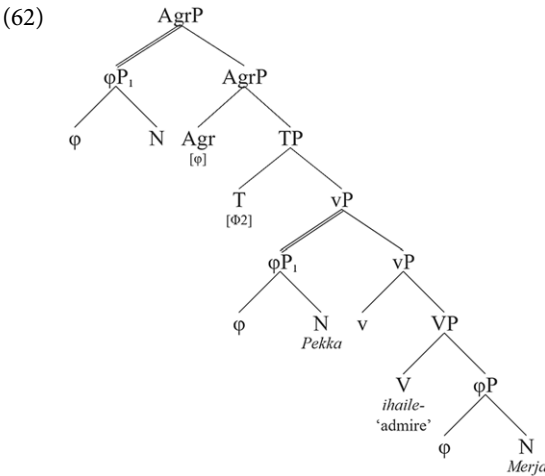 (62)
AgrP
φP₁ AgrP
φ N Agr TP
[φ]
T vP
[Φ2]
φP₁ vP
φ N v VP
Pekka
V φP
ihaile-
'admire' φ N
Merja